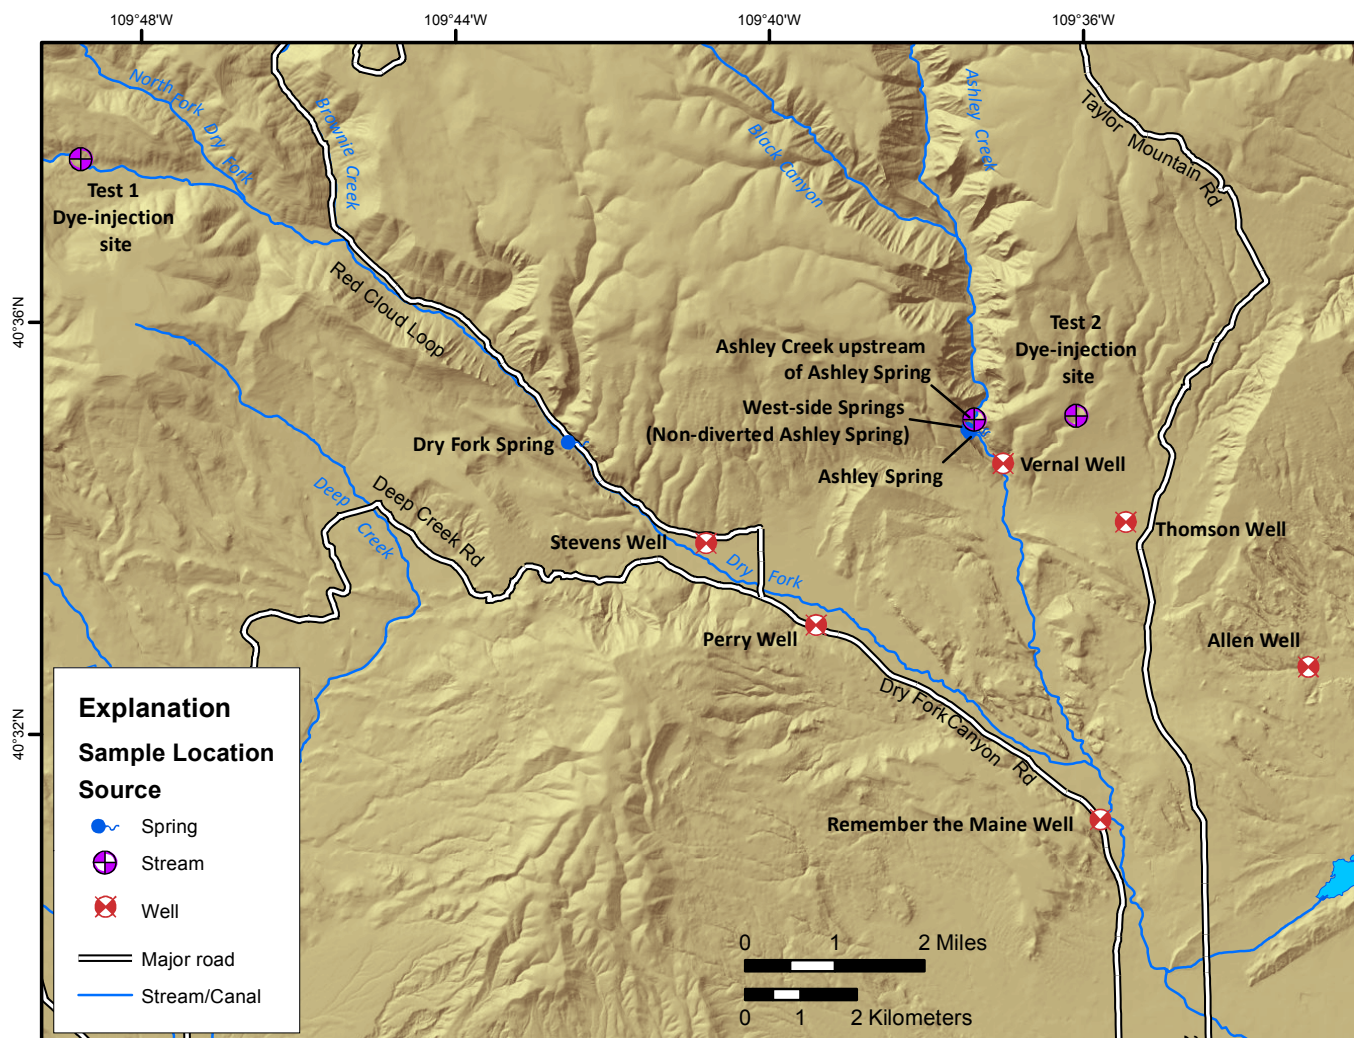 109°48'W
109°44'W
109°40'W
109°36'W
40°36'N
40°32'N
North Fork Dry Fork
Brownie Creek
Black Canyon
Ashley Creek
Taylor Mountain Rd
Test 1
Dye-injection
site
Red Cloud Loop
Test 2
Dye-injection
site
Ashley Creek upstream
of Ashley Spring
West-side Springs
(Non-diverted Ashley Spring)
Ashley Spring
Dry Fork Spring
Vernal Well
Deep Creek
Deep Creek Rd
Stevens Well
Thomson Well
Dry Fork
Perry Well
Allen Well
Dry Fork Canyon Rd
Remember the Maine Well
Explanation
Sample Location
Source
Spring
Stream
Well
Major road
Stream/Canal
0 1 2 Miles
0 1 2 Kilometers